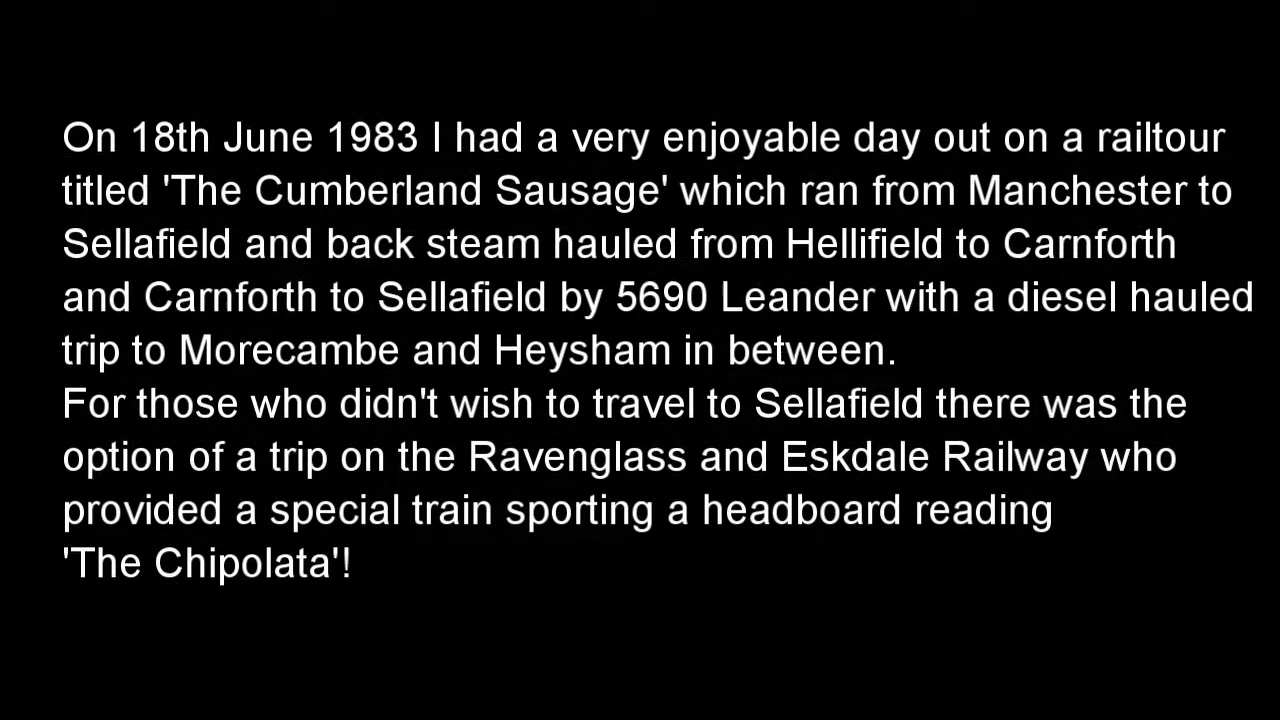 On 18th June 1983 I had a very enjoyable day out on a railtour
titled 'The Cumberland Sausage' which ran from Manchester to
Sellafield and back steam hauled from Hellifield to Carnforth
and Carnforth to Sellafield by 5690 Leander with a diesel hauled
trip to Morecambe and Heysham in between.
For those who didn't wish to travel to Sellafield there was the
option of a trip on the Ravenglass and Eskdale Railway who
provided a special train sporting a headboard reading
'The Chipolata'!